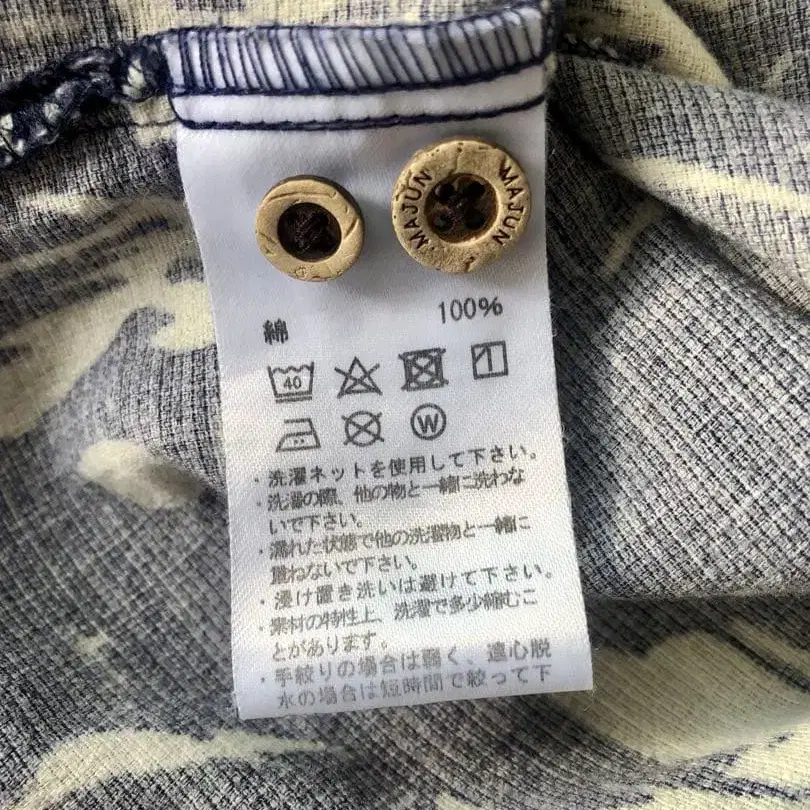 MAJUN MAJUN
綿 100%
40
W
・洗濯ネットを使用して下さい。
・洗濯の際、他の物と一緒に洗わな
いで下さい。
・濡れた状態で他の洗濯物と一緒に
重ねないで下さい。
・浸け置き洗いは避けて下さい。
・素材の特性上、洗濯で多少縮むこ
とがあります。
・手絞りの場合は弱く、遠心脱
水の場合は短時間で絞って下